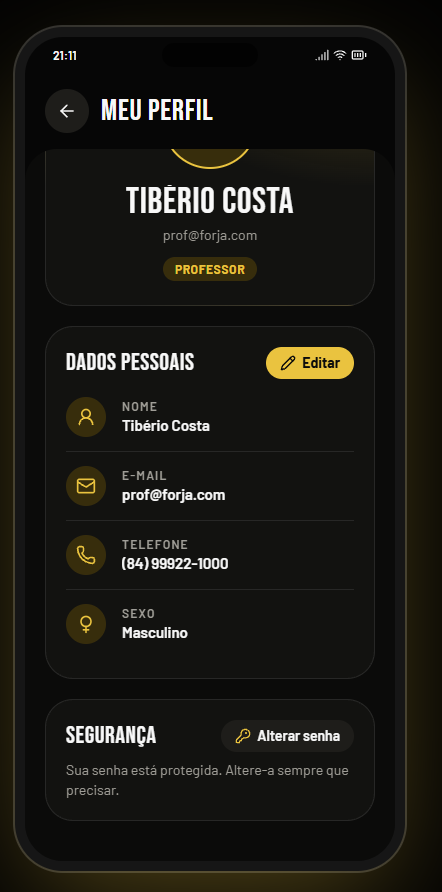 21:11
MEU PERFIL
TIBÉRIO COSTA
prof@forja.com
PROFESSOR
DADOS PESSOAIS
Editar
NOME
Tibério Costa
E-MAIL
prof@forja.com
TELEFONE
(84) 99922-1000
SEXO
Masculino
SEGURANÇA
Alterar senha
Sua senha está protegida. Altere-a sempre que
precisar.